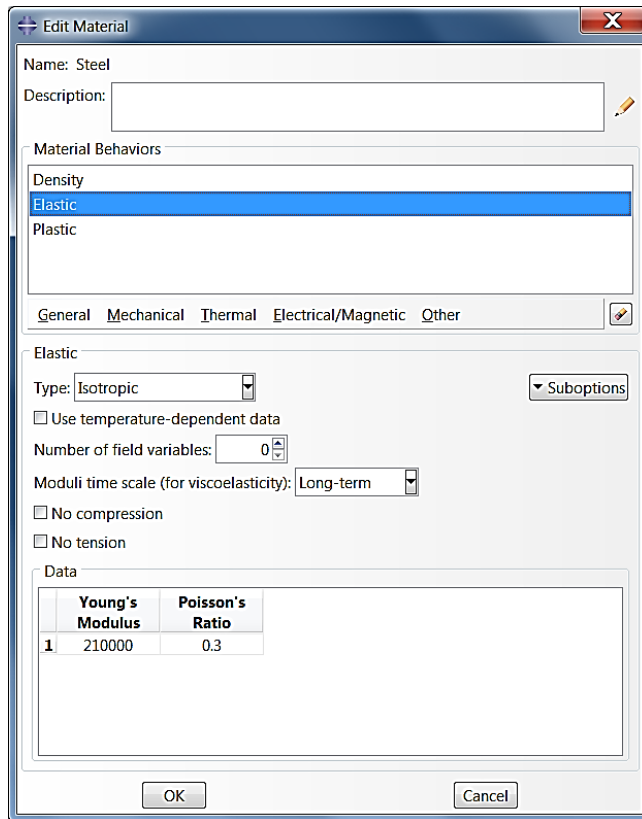 Edit Material
X
Name: Steel
Description:
Material Behaviors
Density
Elastic
Plastic
General Mechanical Thermal Electrical/Magnetic Other
Elastic
Type: Isotropic Suboptions
Use temperature-dependent data
Number of field variables: 0
Moduli time scale (for viscoelasticity): Long-term
No compression
No tension
Data
Young's Poisson's
Modulus Ratio
1 210000 0.3
OK Cancel